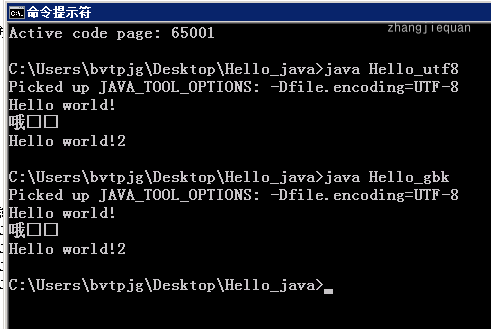 命令提示符
zhangjiequan
Active code page: 65001
C:\Users\bvtpjg\Desktop\Hello_java>java Hello_utf8
Picked up JAVA_TOOL_OPTIONS: -Dfile.encoding=UTF-8
Hello world!
哦□□
Hello world!2
C:\Users\bvtpjg\Desktop\Hello_java>java Hello_gbk
Picked up JAVA_TOOL_OPTIONS: -Dfile.encoding=UTF-8
Hello world!
哦□□
Hello world!2
C:\Users\bvtpjg\Desktop\Hello_java>